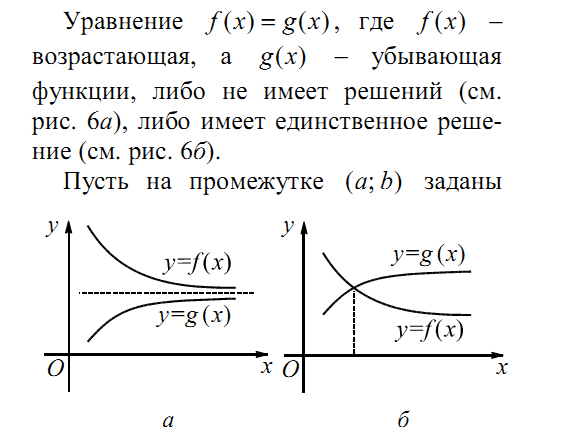 Уравнение f(x) = g(x), где f(x) –
возрастающая, а g(x) – убывающая
функции, либо не имеет решений (см.
рис. 6а), либо имеет единственное реше-
ние (см. рис. 6б).
Пусть на промежутке (a; b) заданы
y
y=f(x)
y=g(x)
O
x
а
y
y=g(x)
y=f(x)
O
x
б